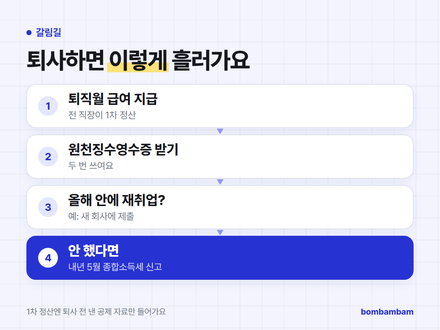 갈림길
퇴사하면 이렇게 흘러가요
1
퇴직월 급여 지급
전 직장이 1차 정산
2
원천징수영수증 받기
두 번 쓰여요
3
올해 안에 재취업?
예: 새 회사에 제출
4
안 했다면
내년 5월 종합소득세 신고
1차 정산엔 퇴사 전 낸 공제 자료만 들어가요
bombambam